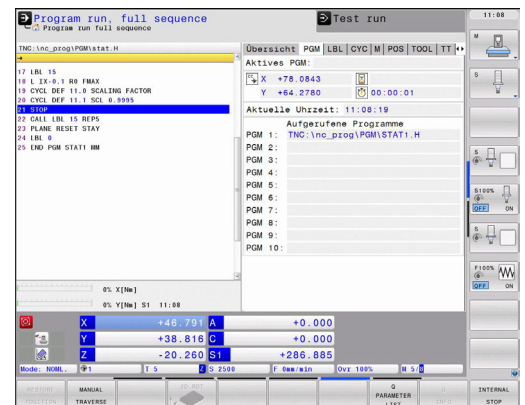 Program run, full sequence
Program run full sequence
Test run
11:08
TNC:\nc_prog\PGM\stat.H
17 LBL 15
18 L IX-0.1 R0 FMAX
19 CYCL DEF 11.0 SCALING FACTOR
20 CYCL DEF 11.1 SCL 0.9995
21 STOP
22 CALL LBL 15 REP5
23 PLANE RESET STAY
24 LBL 0
25 END PGM STAT1 MM
Übersicht PGM LBL CYC M POS TOOL TT
Aktives PGM:
X +78.0843
Y +64.2780 00:00:01
Aktuelle Uhrzeit: 11:08:19
Aufgerufene Programme
PGM 1: TNC:\nc_prog\PGM\STAT1.H
PGM 2:
PGM 3:
PGM 4:
PGM 5:
PGM 6:
PGM 7:
PGM 8:
PGM 9:
PGM 10:
0% X[Nm]
0% Y[Nm] S1 11:08
X +46.791 A +0.000
Y +38.816 C +0.000
Z -20.260 S1 +286.885
Mode: NOML. 1 T 5 Z S 2500 F 0mm/min Ovr 100% M 5/8
M
S
S
S100%
OFF ON
S
F100%
OFF ON
RESTORE POSITION
MANUAL TRAVERSE
3D ROT
Q PARAMETER LIST
INTERNAL STOP